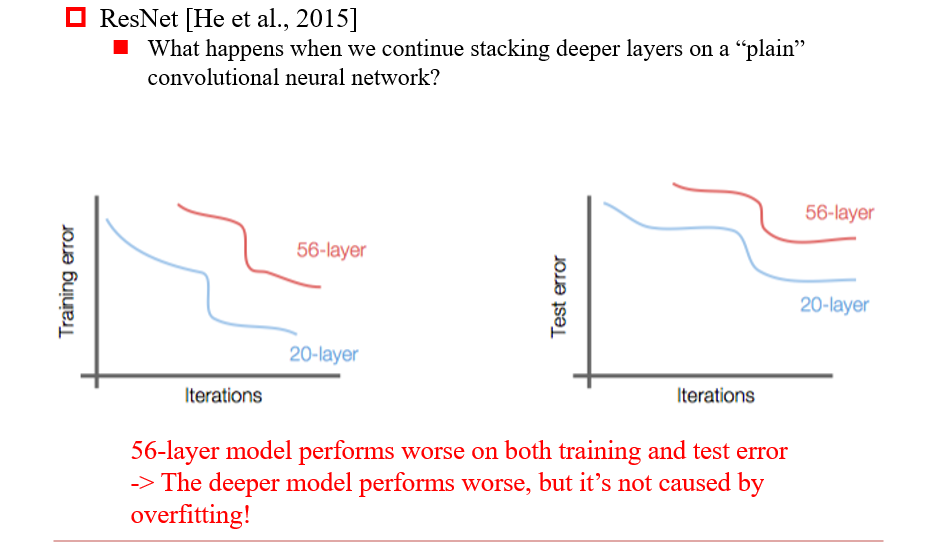 ResNet [He et al., 2015]
What happens when we continue stacking deeper layers on a “plain”
convolutional neural network?
Training error
56-layer
20-layer
Iterations
Test error
56-layer
20-layer
Iterations
56-layer model performs worse on both training and test error
-> The deeper model performs worse, but it’s not caused by
overfitting!